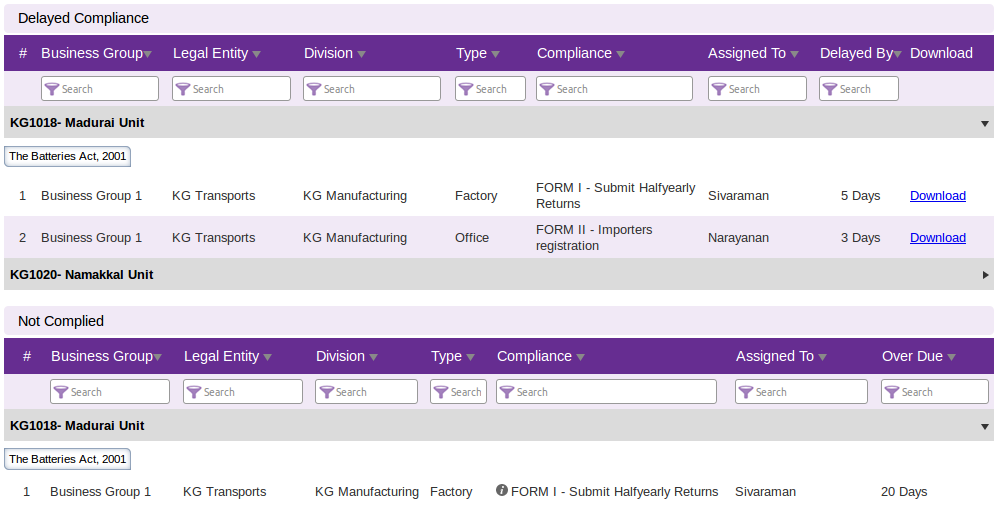 Delayed Compliance
# Business Group Legal Entity Division Type Compliance Assigned To Delayed By Download
Search Search Search Search Search Search Search
KG1018- Madurai Unit
The Batteries Act, 2001
1 Business Group 1 KG Transports KG Manufacturing Factory FORM I - Submit Halfyearly Sivaraman 5 Days Download
Returns
2 Business Group 1 KG Transports KG Manufacturing Office FORM II - Importers Narayanan 3 Days Download
registration
KG1020- Namakkal Unit
Not Complied
# Business Group Legal Entity Division Type Compliance Assigned To Over Due
Search Search Search Search Search Search Search
KG1018- Madurai Unit
The Batteries Act, 2001
1 Business Group 1 KG Transports KG Manufacturing Factory i FORM I - Submit Halfyearly Returns Sivaraman 20 Days